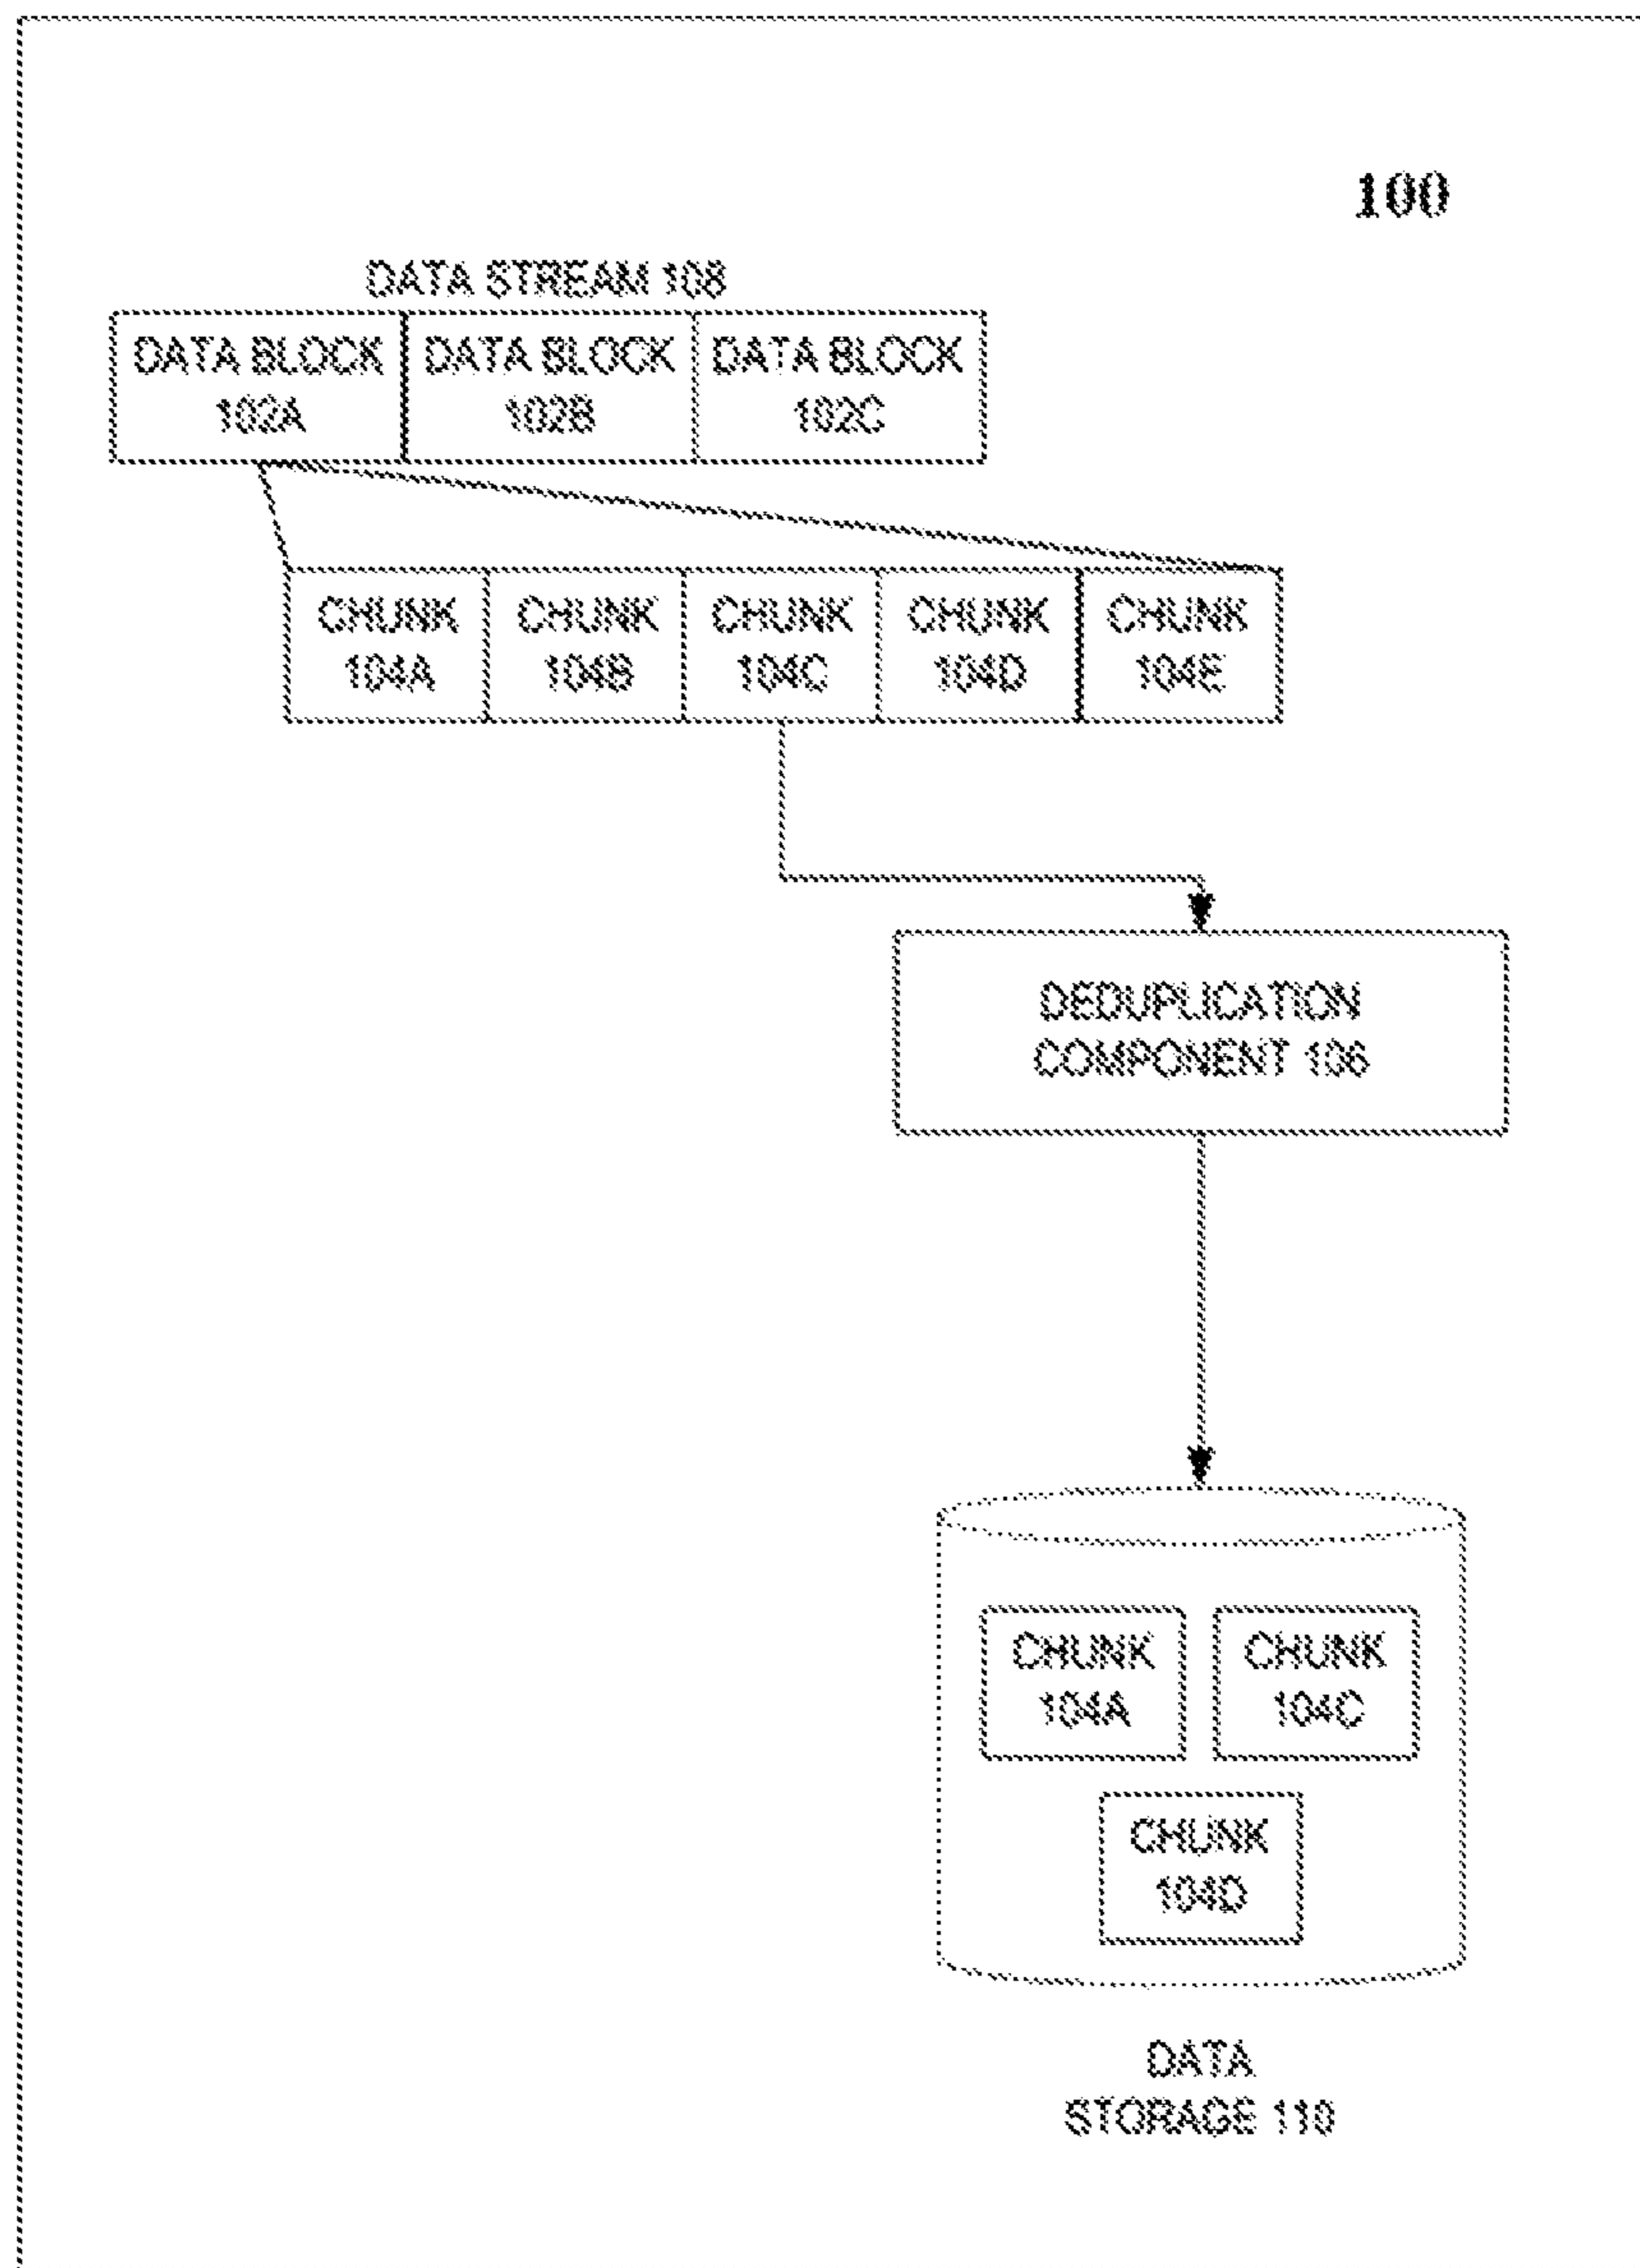 100
DATA STREAM 108
DATA BLOCK DATA BLOCK DATA BLOCK
102A 102B 102C
CHUNK CHUNK CHUNK CHUNK CHUNK
104A 104B 104C 104D 104E
DEDUPLICATION
COMPONENT 106
CHUNK CHUNK
104A 104C
CHUNK
104D
DATA
STORAGE 110